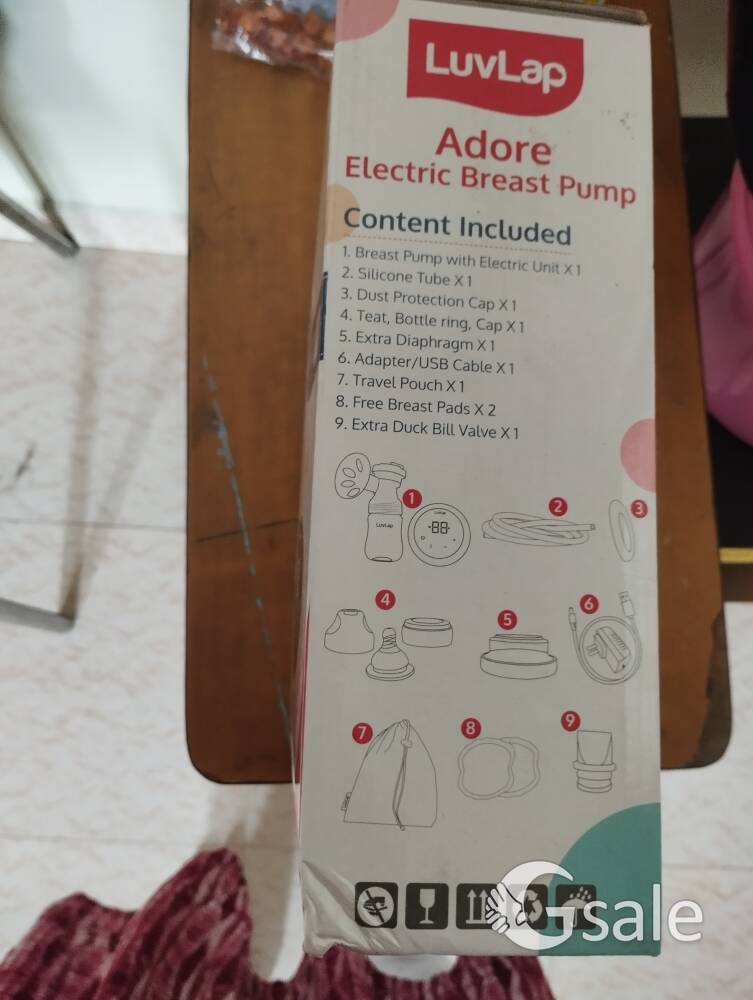 LuvLap
Adore
Electric Breast Pump
Content Included
1. Breast Pump with Electric Unit X 1
2. Silicone Tube X 1
3. Dust Protection Cap X 1
4. Teat, Bottle ring, Cap X 1
5. Extra Diaphragm X 1
6. Adapter/USB Cable X 1
7. Travel Pouch X 1
8. Free Breast Pads X 2
9. Extra Duck Bill Valve X 1
1
2
3
LuvLap
-88-
4
5
6
7
8
9
Gsale